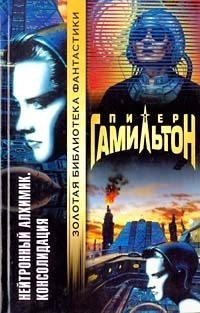 ПИТЕР
ГАМИЛЬТОН
ЗОЛОТАЯ БИБЛИОТЕКА ФАНТАСТИКИ
НЕЙТРОННЫЙ АЛХИМИК
КОНСОЛИДАЦИЯ